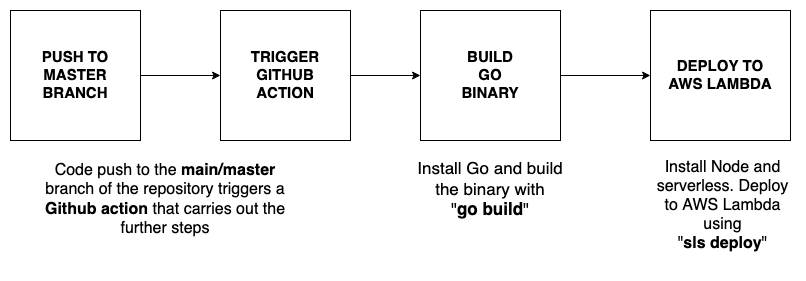 PUSH TO
MASTER
BRANCH
TRIGGER
GITHUB
ACTION
BUILD
GO
BINARY
DEPLOY TO
AWS LAMBDA
Code push to the main/master
branch of the repository triggers a
Github action that carries out the
further steps
Install Go and build
the binary with
"go build"
Install Node and
serverless. Deploy
to AWS Lambda
using
"sls deploy"